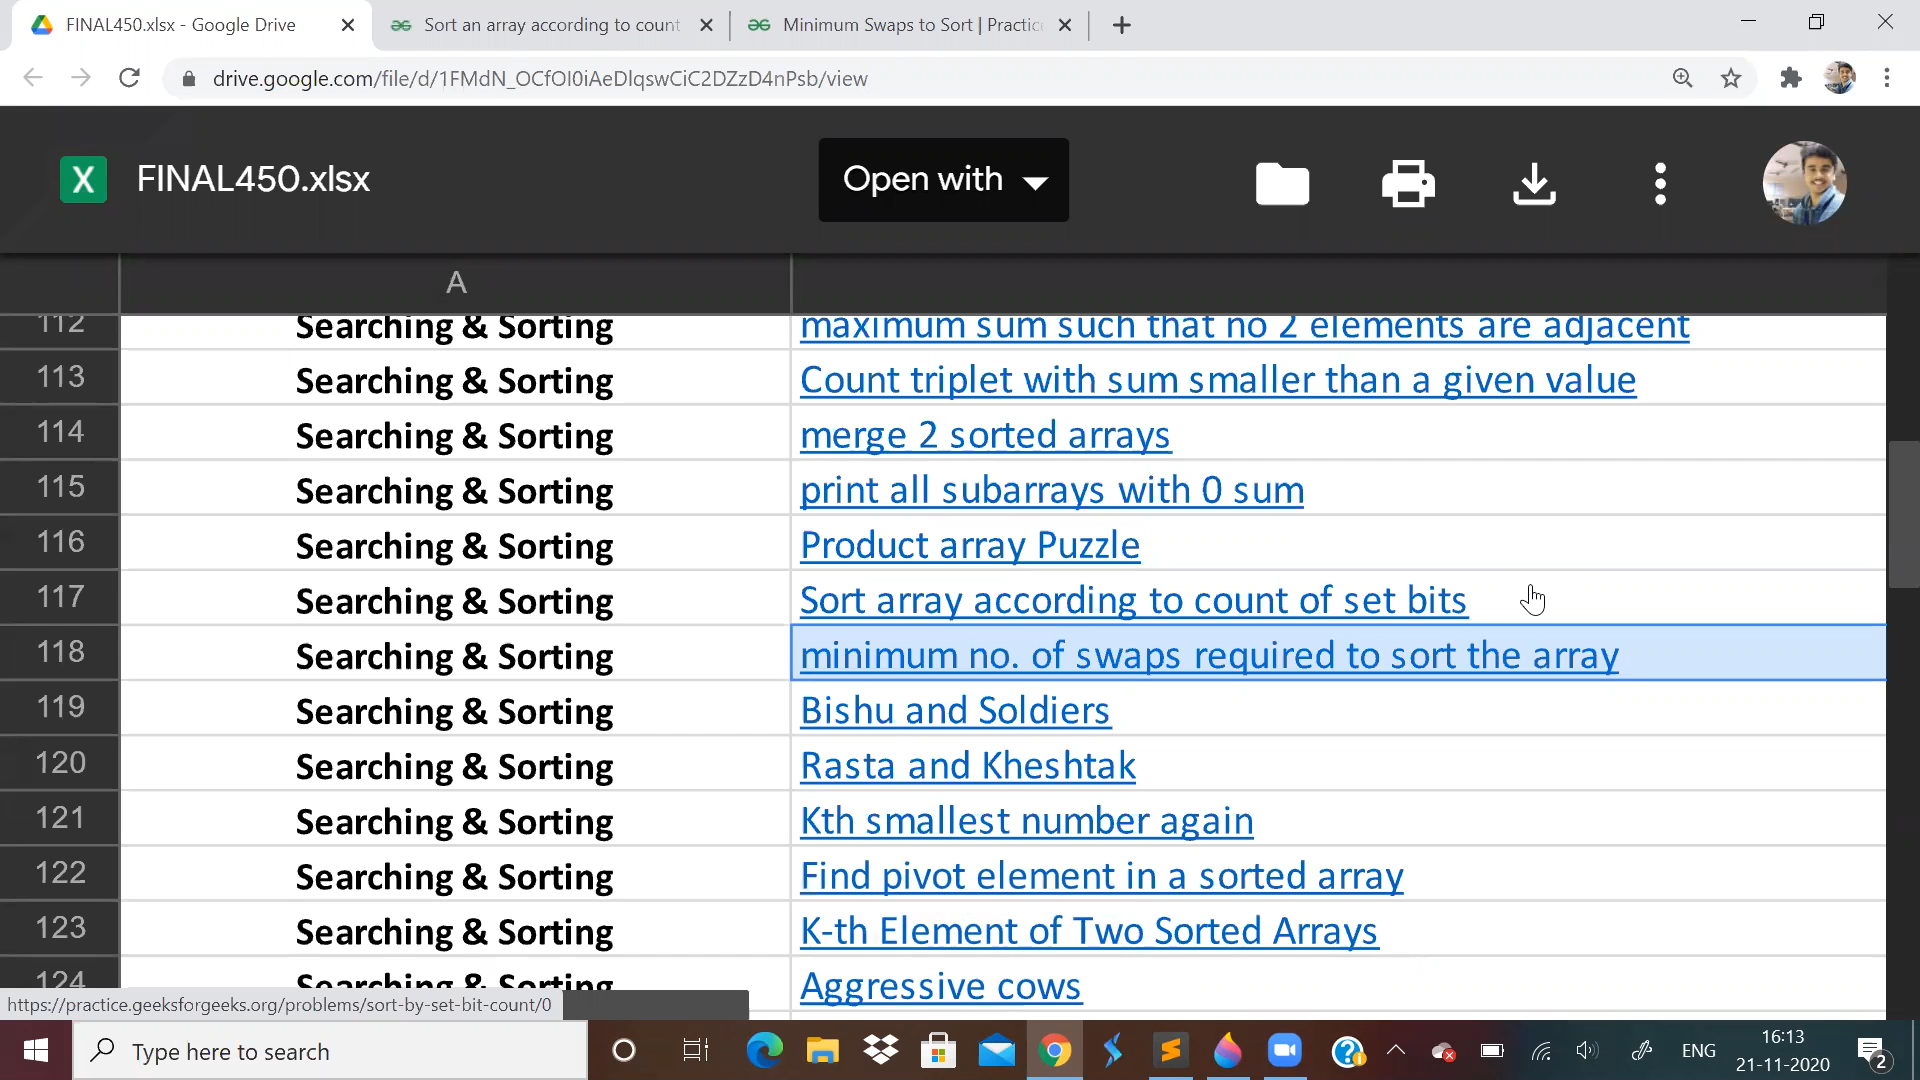 FINAL450.xlsx - Google Drive
Sort an array according to count
Minimum Swaps to Sort | Practic
drive.google.com/file/d/1FMdN_OCfOI0iAeDlqswCiC2DZzD4nPsb/view
X
FINAL450.xlsx
Open with
A
112 Searching & Sorting maximum sum such that no 2 elements are adjacent
113 Searching & Sorting Count triplet with sum smaller than a given value
114 Searching & Sorting merge 2 sorted arrays
115 Searching & Sorting print all subarrays with 0 sum
116 Searching & Sorting Product array Puzzle
117 Searching & Sorting Sort array according to count of set bits
118 Searching & Sorting minimum no. of swaps required to sort the array
119 Searching & Sorting Bishu and Soldiers
120 Searching & Sorting Rasta and Kheshtak
121 Searching & Sorting Kth smallest number again
122 Searching & Sorting Find pivot element in a sorted array
123 Searching & Sorting K-th Element of Two Sorted Arrays
124 Searching & Sorting Aggressive cows
https://practice.geeksforgeeks.org/problems/sort-by-set-bit-count/0
Type here to search
ENG
16:13
21-11-2020
2